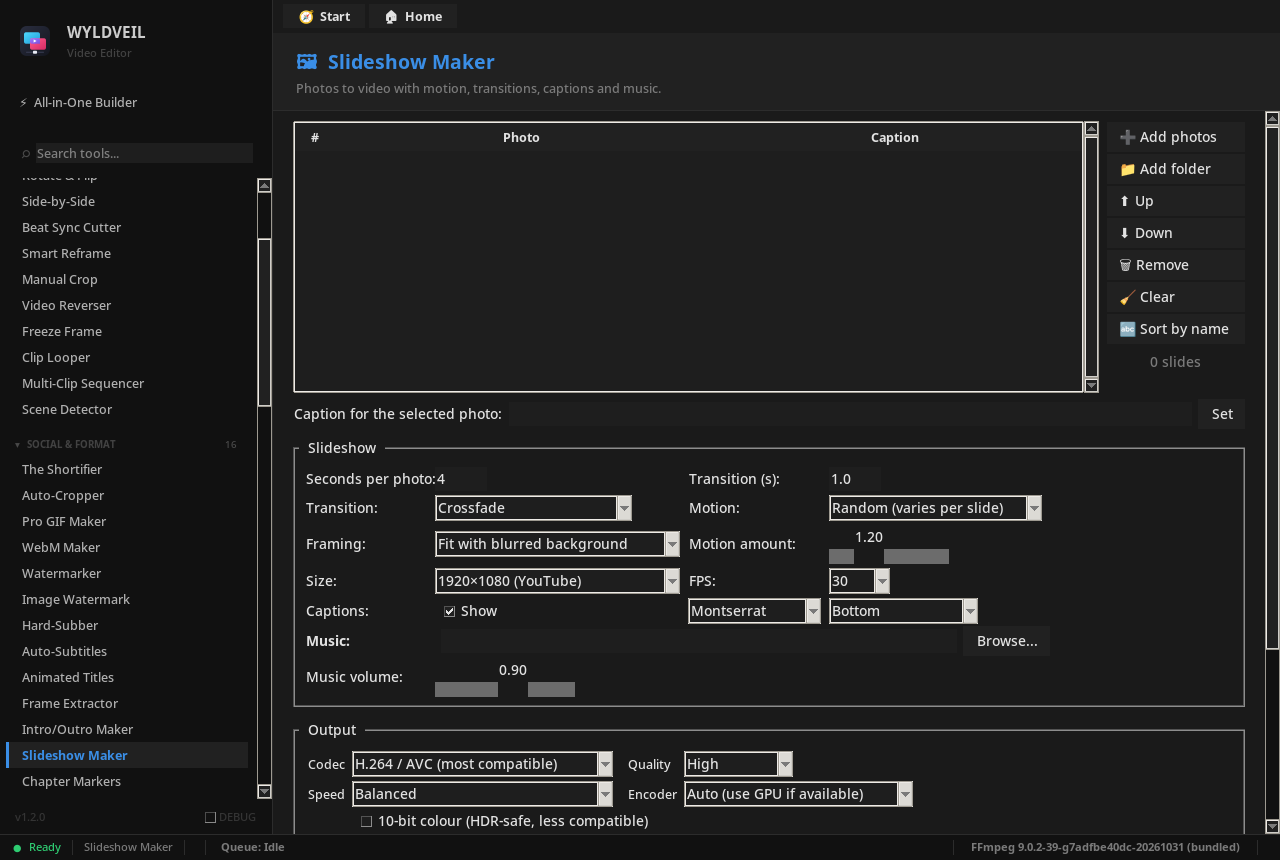 WYLDVEIL
Video Editor
⚡ All-in-One Builder
Search tools...
Rotate & Flip
Side-by-Side
Beat Sync Cutter
Smart Reframe
Manual Crop
Video Reverser
Freeze Frame
Clip Looper
Multi-Clip Sequencer
Scene Detector
SOCIAL & FORMAT 16
The Shortifier
Auto-Cropper
Pro GIF Maker
WebM Maker
Watermarker
Image Watermark
Hard-Subber
Auto-Subtitles
Animated Titles
Frame Extractor
Intro/Outro Maker
Slideshow Maker
Chapter Markers
v1.2.0 DEBUG
Start Home
Slideshow Maker
Photos to video with motion, transitions, captions and music.
# Photo Caption
Add photos
Add folder
Up
Down
Remove
Clear
Sort by name
0 slides
Caption for the selected photo: Set
Slideshow
Seconds per photo: 4 Transition (s): 1.0
Transition: Crossfade Motion: Random (varies per slide)
Framing: Fit with blurred background Motion amount: 1.20
Size: 1920×1080 (YouTube) FPS: 30
Captions: Show Montserrat Bottom
Music: Browse...
Music volume: 0.90
Output
Codec H.264 / AVC (most compatible) Quality High
Speed Balanced Encoder Auto (use GPU if available)
10-bit colour (HDR-safe, less compatible)
Ready Slideshow Maker Queue: Idle FFmpeg 9.0.2-39-g7adfbe40dc-20261031 (bundled)